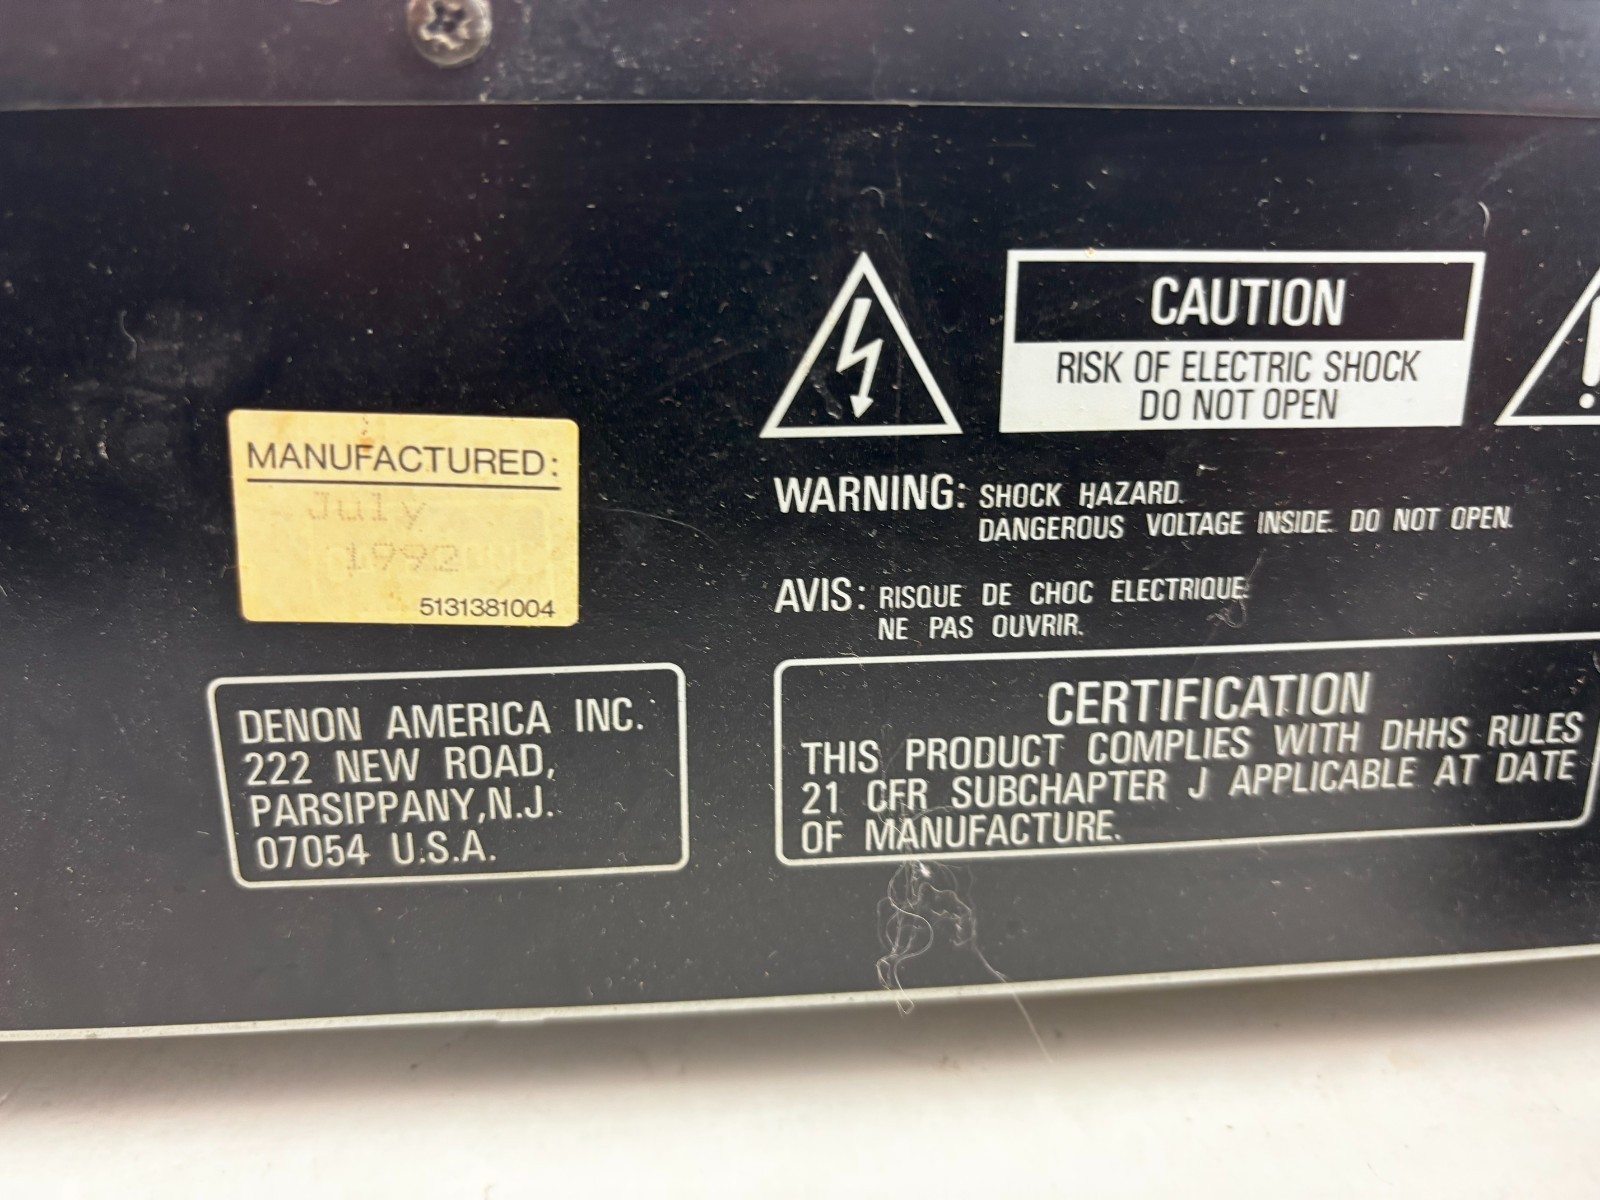 MANUFACTURED:
July
1992
5131381004
DENON AMERICA INC.
222 NEW ROAD,
PARSIPPANY, N.J.
07054 U.S.A.
CAUTION
RISK OF ELECTRIC SHOCK
DO NOT OPEN
!
WARNING: SHOCK HAZARD.
DANGEROUS VOLTAGE INSIDE. DO NOT OPEN.
AVIS: RISQUE DE CHOC ELECTRIQUE.
NE PAS OUVRIR.
CERTIFICATION
THIS PRODUCT COMPLIES WITH DHHS RULES
21 CFR SUBCHAPTER J APPLICABLE AT DATE
OF MANUFACTURE.